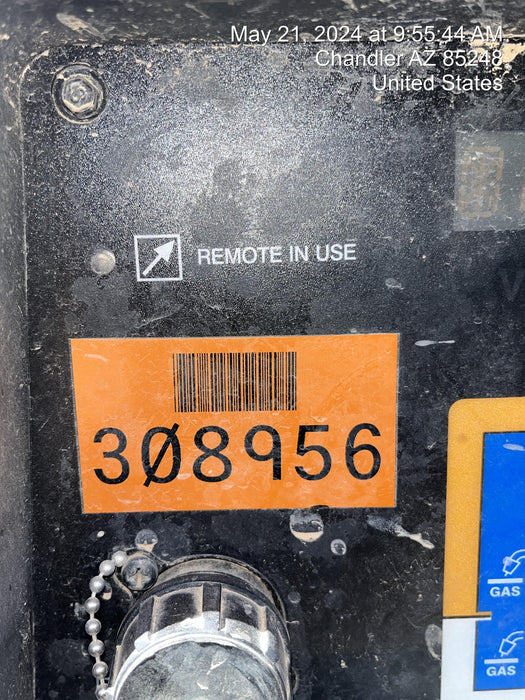 May 21, 2024 at 9:55:44 AM
Chandler AZ 85248
United States
REMOTE IN USE
3Ø8956
GAS
GAS